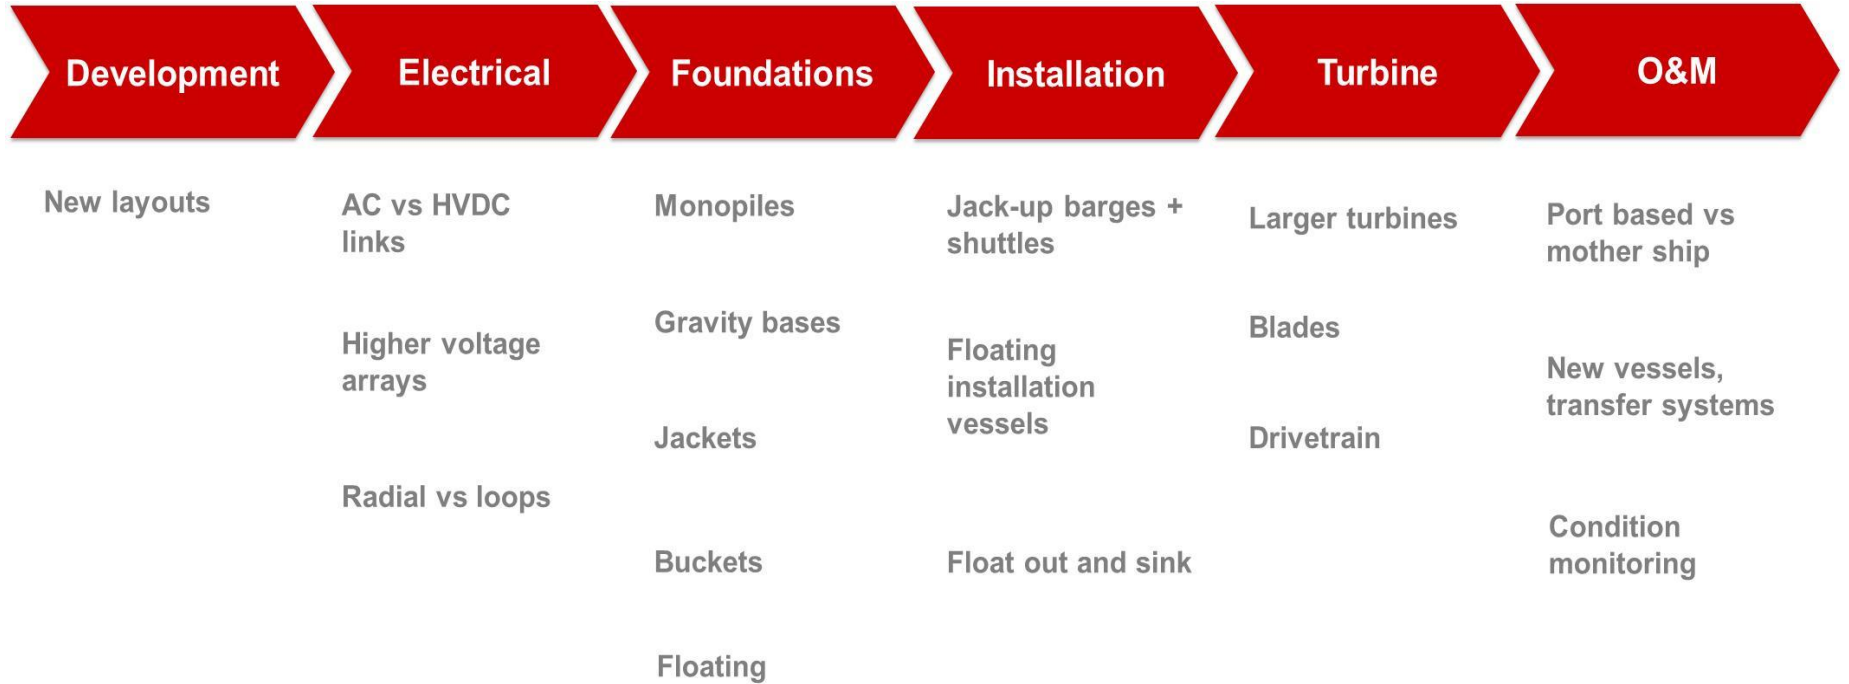 Development
Electrical
Foundations
Installation
Turbine
O&M
New layouts
AC vs HVDC
links
Higher voltage
arrays
Radial vs loops
Monopiles
Gravity bases
Jackets
Buckets
Floating
Jack-up barges +
shuttles
Floating
installation
vessels
Float out and sink
Larger turbines
Blades
Drivetrain
Port based vs
mother ship
New vessels,
transfer systems
Condition
monitoring